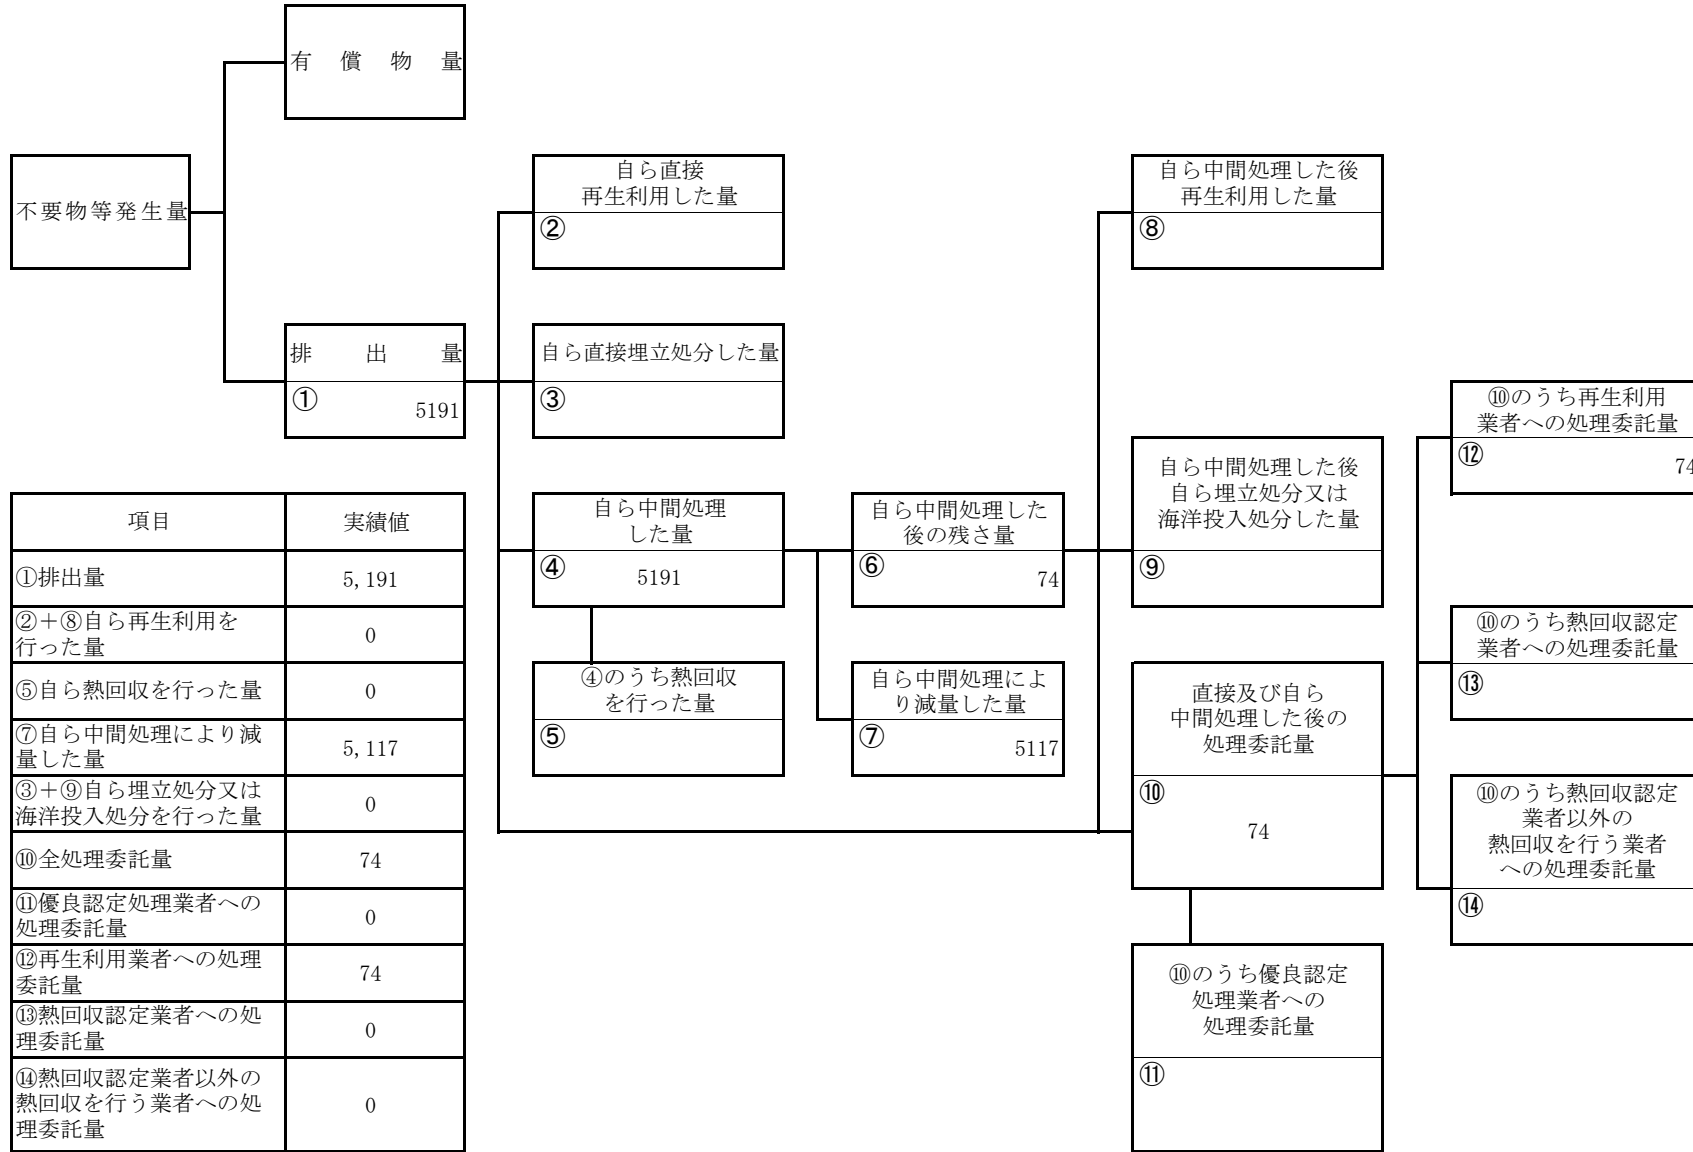 有償物量
不要物等発生量
排出量
①
5191
自ら直接
再生利用した量
②
自ら直接埋立処分した量
③
自ら中間処理
した量
④
5191
④のうち熱回収
を行った量
⑤
自ら中間処理した
後の残さ量
⑥
74
自ら中間処理によ
り減量した量
⑦
5117
自ら中間処理した後
再生利用した量
⑧
自ら中間処理した後
自ら埋立処分又は
海洋投入処分した量
⑨
直接及び自ら
中間処理した後の
処理委託量
⑩
74
⑩のうち優良認定
処理業者への
処理委託量
⑪
⑩のうち再生利用
業者への処理委託量
⑫
74
⑩のうち熱回収認定
業者への処理委託量
⑬
⑩のうち熱回収認定
業者以外の
熱回収を行う業者
への処理委託量
⑭
項目 実績値
①排出量 5,191
②＋⑧自ら再生利用を
行った量 0
⑤自ら熱回収を行った量 0
⑦自ら中間処理により減
量した量 5,117
③＋⑨自ら埋立処分又は
海洋投入処分を行った量 0
⑩全処理委託量 74
⑪優良認定処理業者への
処理委託量 0
⑫再生利用業者への処理
委託量 74
⑬熱回収認定業者への処
理委託量 0
⑭熱回収認定業者以外の
熱回収を行う業者への処
理委託量 0